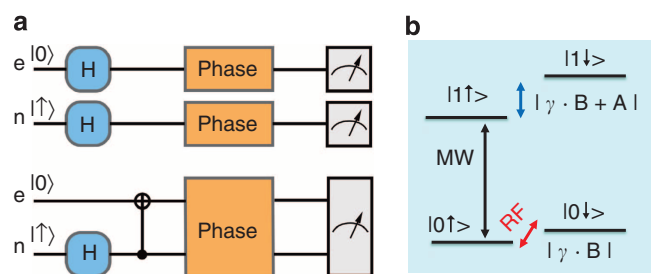 a
e |0⟩ H Phase
n |↑⟩ H Phase
e |0⟩
Phase
n |↑⟩ H
b
|1↓>
|1↑>
| γ · B + A |
MW
RF
|0↑>
|0↓>
| γ · B |